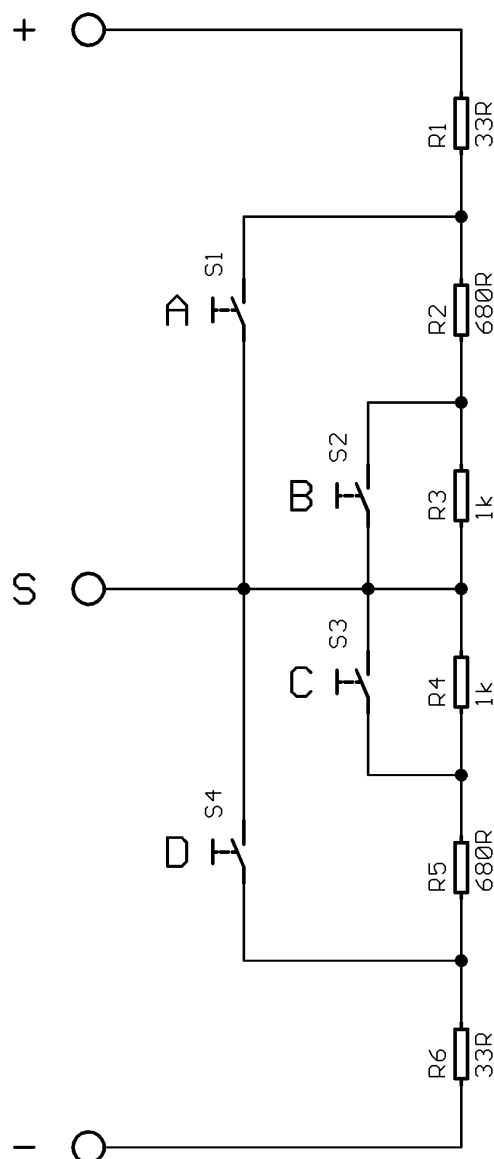 +
R1 33R
S1
A
R2 680R
S2
B
R3 1k
S
S3
C
R4 1k
S4
D
R5 680R
R6 33R
-